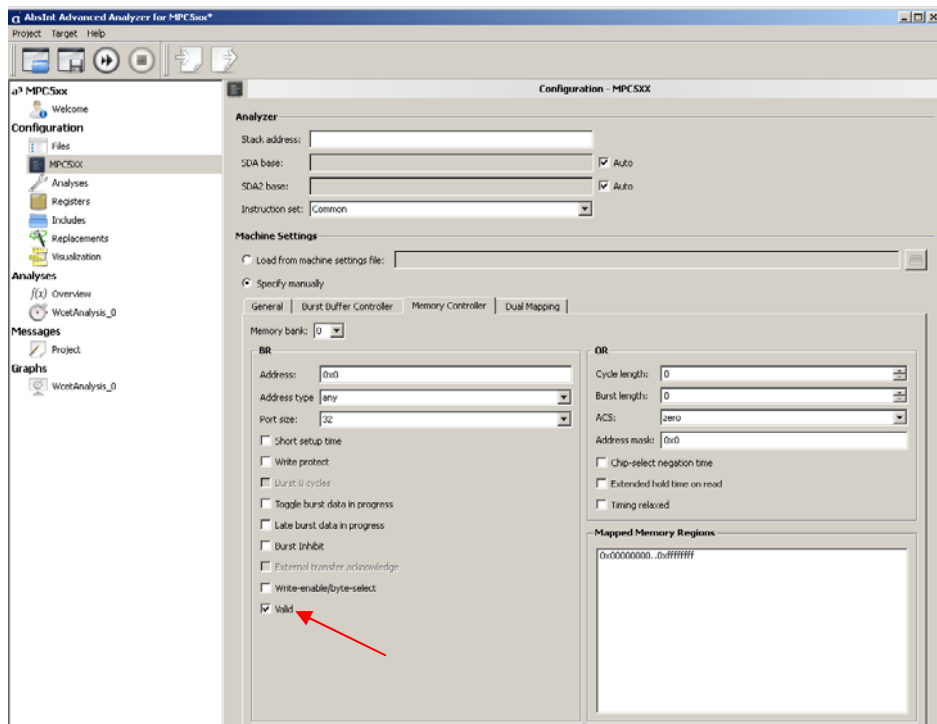 AbsInt Advanced Analyzer for MPC5xx*
Project Target Help
a³ MPC5xx
Welcome
Configuration
Files
MPC5XX
Analyses
Registers
Includes
Replacements
Visualization
Analyses
f(x) Overview
WcetAnalysis_0
Messages
Project
Graphs
WcetAnalysis_0
Configuration - MPC5XX
Analyzer
Stack address:
SDA base: Auto
SDA2 base: Auto
Instruction set: Common
Machine Settings
Load from machine settings file:
Specify manually
General Burst Buffer Controller Memory Controller Dual Mapping
Memory bank: 0
BR
Address: 0x0
Address type any
Port size: 32
Short setup time
Write protect
Burst 0 cycles
Toggle burst data in progress
Late burst data in progress
Burst Inhibit
External transfer acknowledge
Write-enable/byte-select
Valid
OR
Cycle length: 0
Burst length: 0
ACS: zero
Address mask: 0x0
Chip-select negation time
Extended hold time on read
Timing relaxed
Mapped Memory Regions
0x00000000..0xffffffff